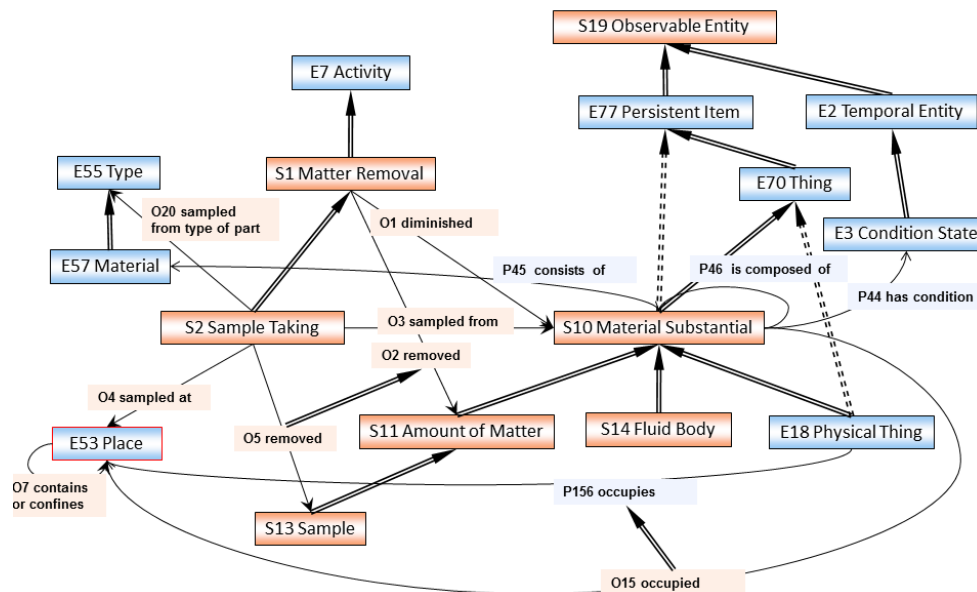 S19 Observable Entity
E7 Activity
E77 Persistent Item
E2 Temporal Entity
E55 Type
S1 Matter Removal
E70 Thing
O20 sampled
from type of part
O1 diminished
E3 Condition State
E57 Material
P45 consists of
P46 is composed of
P44 has condition
S2 Sample Taking
O3 sampled from
S10 Material Substantial
O2 removed
O4 sampled at
E53 Place
O5 removed
S11 Amount of Matter
S14 Fluid Body
E18 Physical Thing
O7 contains
or confines
P156 occupies
S13 Sample
O15 occupied